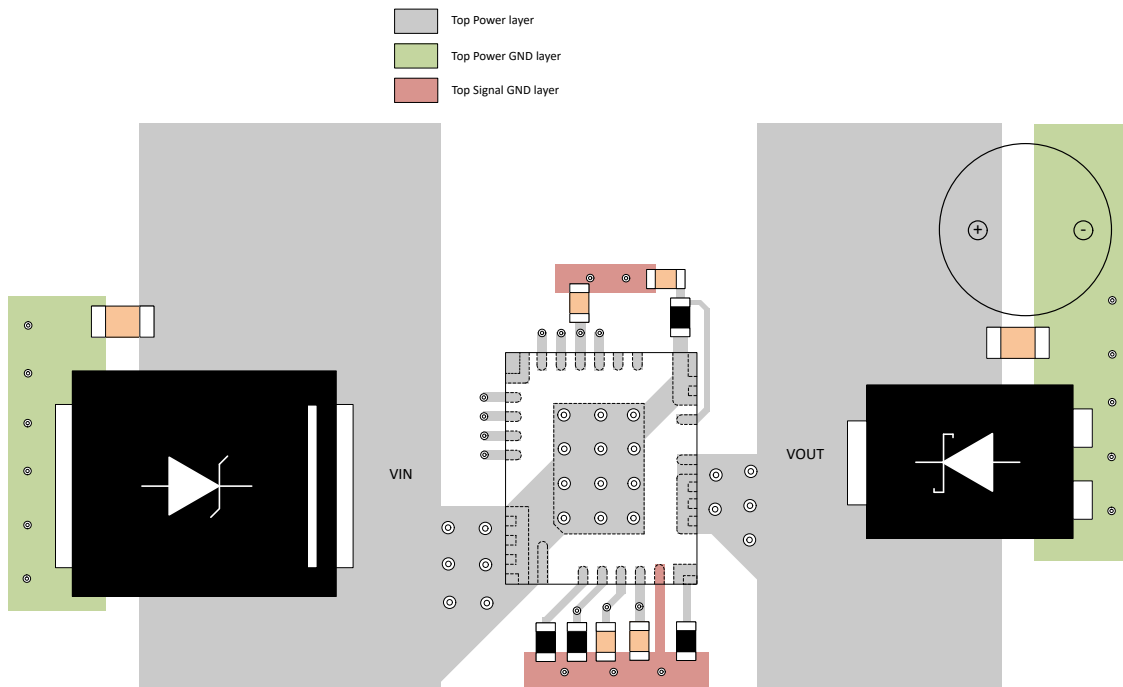 Top Power layer
Top Power GND layer
Top Signal GND layer
+
-
VOUT
VIN